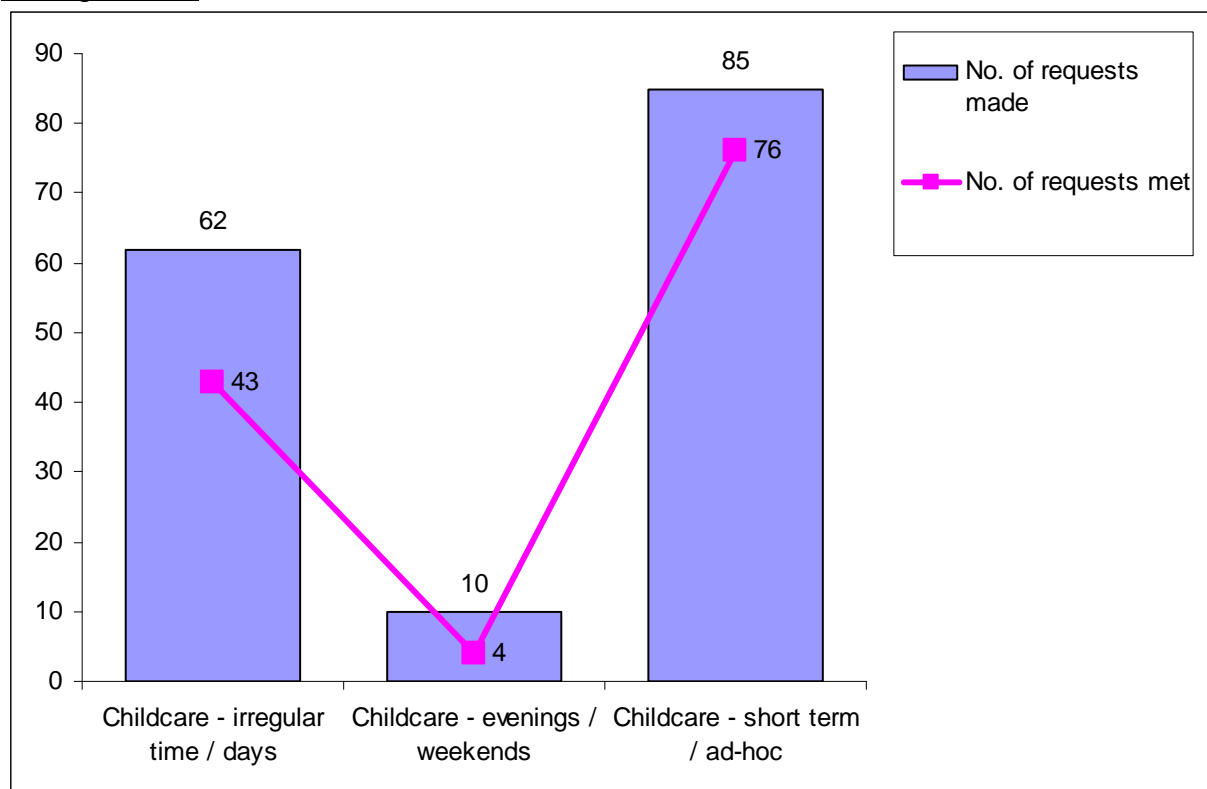 90
80
70
60
50
40
30
20
10
0
62
10
85
43
4
76
Childcare - irregular
time / days
Childcare - evenings /
weekends
Childcare - short term
/ ad-hoc
No. of requests
made
No. of requests met